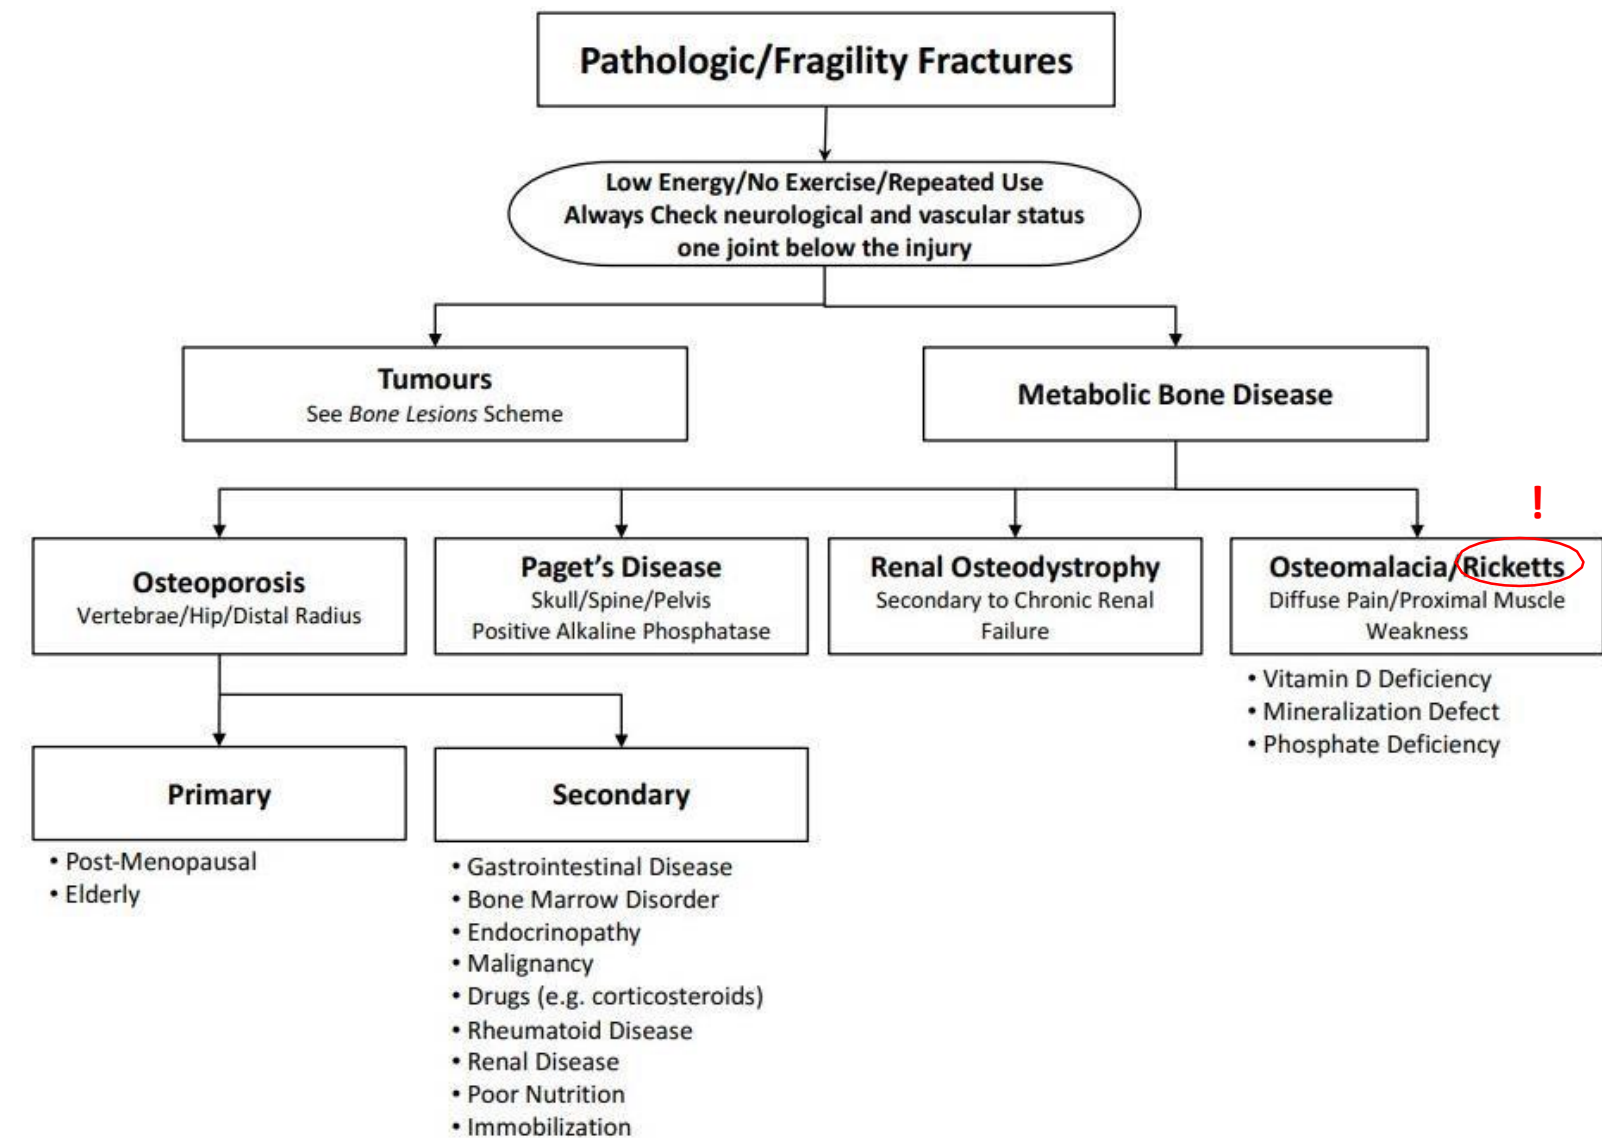 Pathologic/Fragility Fractures
Low Energy/No Exercise/Repeated Use
Always Check neurological and vascular status
one joint below the injury
Tumours
See Bone Lesions Scheme
Metabolic Bone Disease
!
Osteoporosis
Vertebrae/Hip/Distal Radius
Paget's Disease
Skull/Spine/Pelvis
Positive Alkaline Phosphatase
Renal Osteodystrophy
Secondary to Chronic Renal
Failure
Osteomalacia/Ricketts
Diffuse Pain/Proximal Muscle
Weakness
• Vitamin D Deficiency
• Mineralization Defect
• Phosphate Deficiency
Primary
• Post-Menopausal
• Elderly
Secondary
• Gastrointestinal Disease
• Bone Marrow Disorder
• Endocrinopathy
• Malignancy
• Drugs (e.g. corticosteroids)
• Rheumatoid Disease
• Renal Disease
• Poor Nutrition
• Immobilization